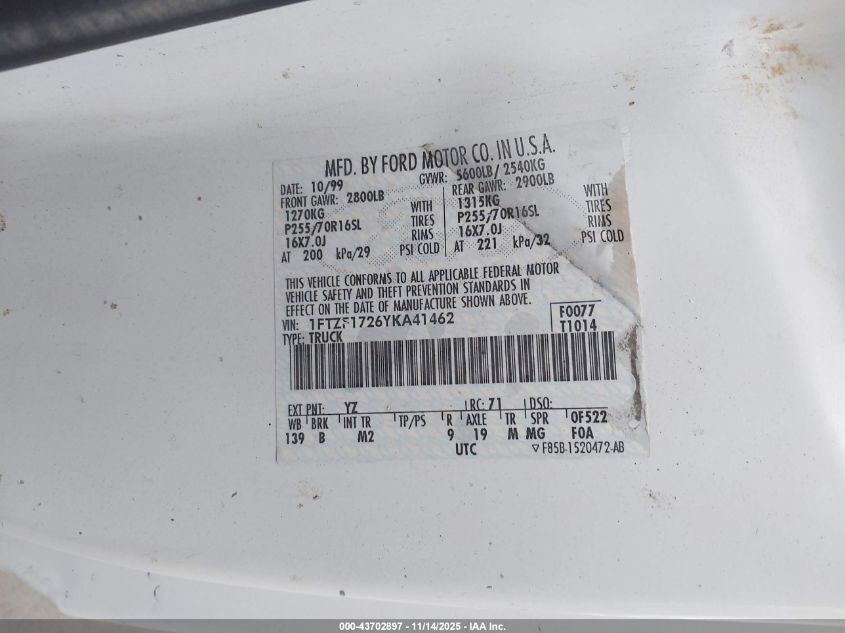 MFD. BY FORD MOTOR CO. IN U.S.A.
DATE: 10/99 GVWR: 5600LB/ 2540KG
FRONT GAWR: 2800LB REAR GAWR: 2900LB
1270KG WITH 1315KG WITH
P255/70R16SL TIRES P255/70R16SL TIRES
16X7.0J RIMS 16X7.0J RIMS
AT 200 kPa/29 PSI COLD AT 221 kPa/32 PSI COLD
THIS VEHICLE CONFORMS TO ALL APPLICABLE FEDERAL MOTOR
VEHICLE SAFETY AND THEFT PREVENTION STANDARDS IN
EFFECT ON THE DATE OF MANUFACTURE SHOWN ABOVE.
VIN: 1FTZF1726YKA41462 F0077
TYPE: TRUCK T1014
EXT PNT: YZ RC: 71 DSO:
WB BRK INT TR TP/PS R AXLE TR SPR 0F522
139 B M2 9 19 M MG F0A
UTC ▽ F85B-1520472-AB
000-43702897 - 11/14/2025 - IAA Inc.